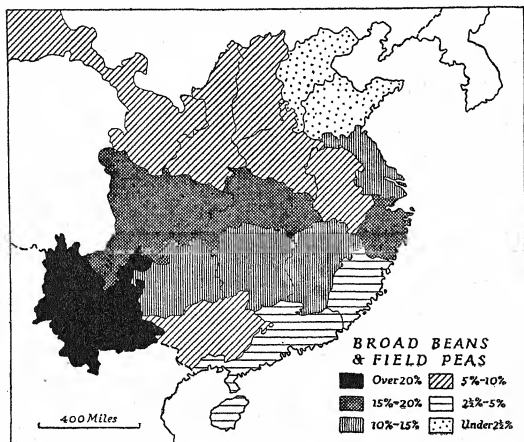 BROAD BEANS
& FIELD PEAS
Over 20%
5%-10%
15%-20%
2½%-5%
10%-15%
Under 2½%
400 Miles